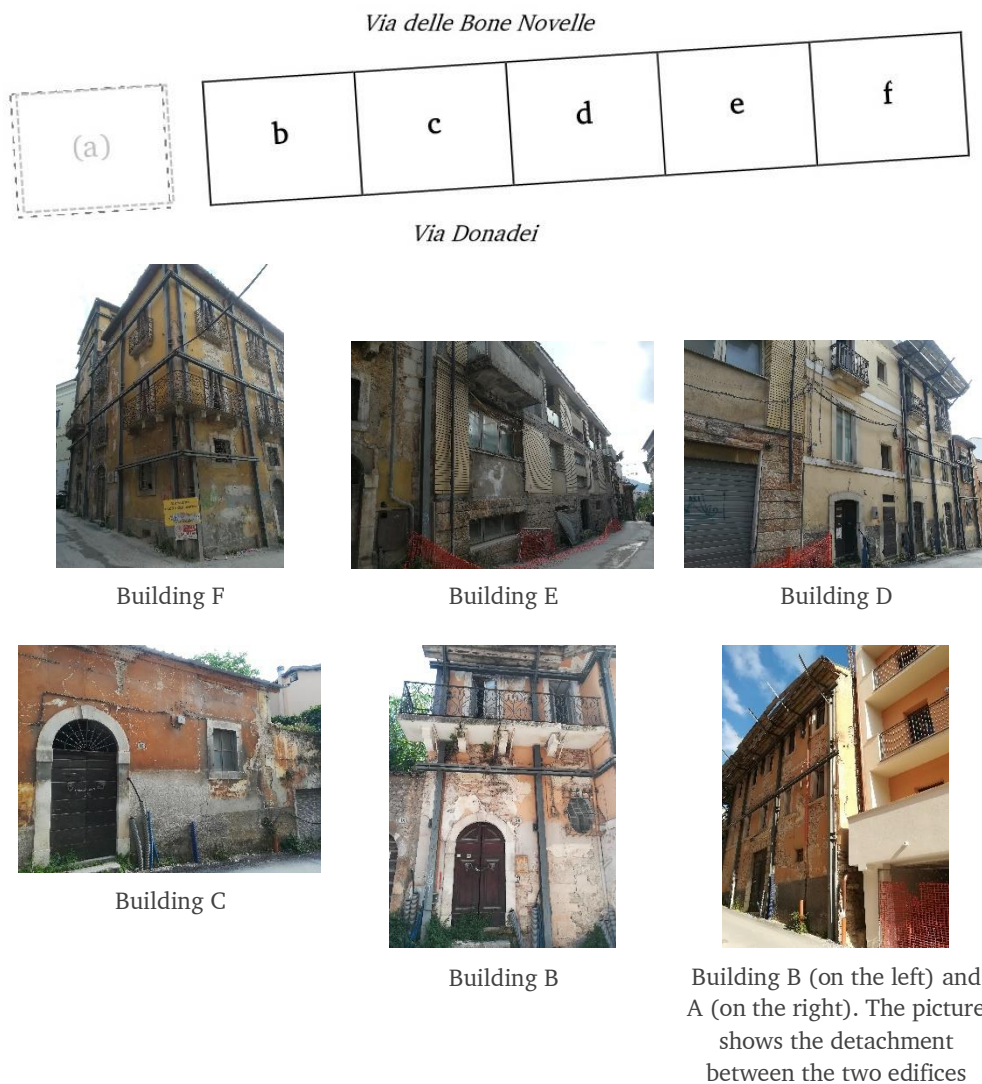 Via delle Bone Novelle
(a)
b
c
d
e
f
Via Donadei
Building F
Building E
Building D
Building C
Building B
Building B (on the left) and
A (on the right). The picture
shows the detachment
between the two edifices